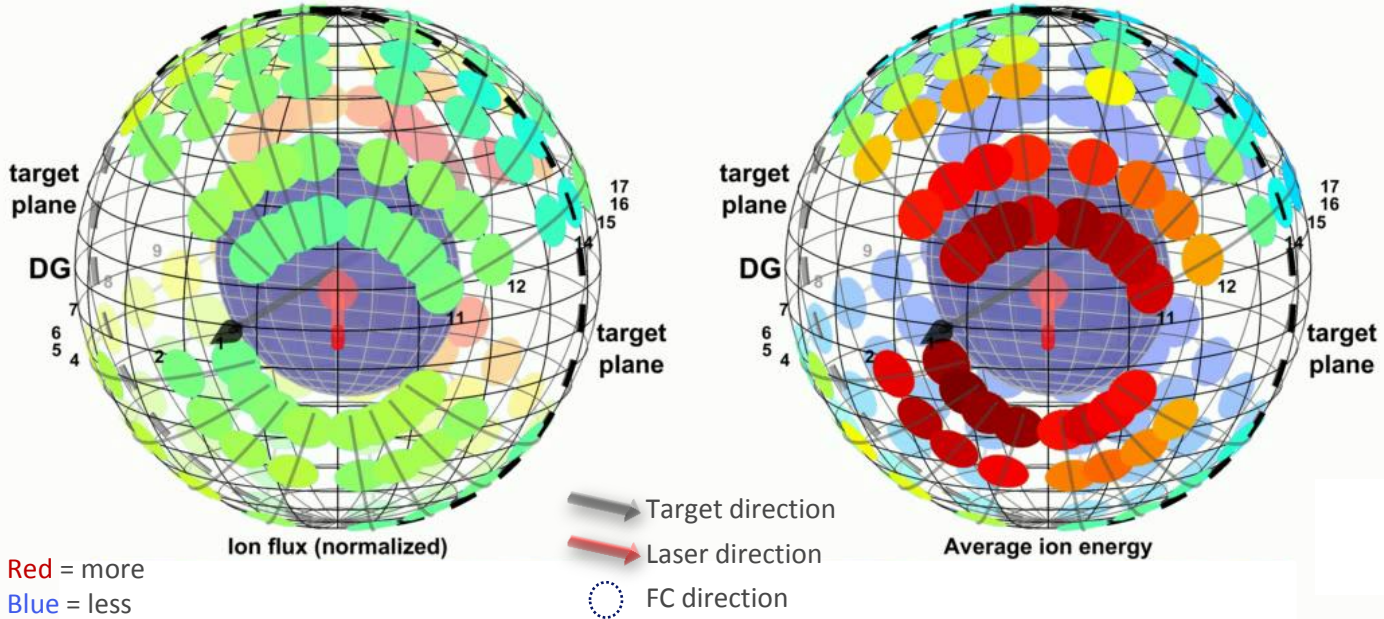 target
plane
DG
9
8
7
6
5
4
2
1
11
12
14
15
16
17
target
plane
Ion flux (normalized)
target
plane
DG
9
8
7
6
5
4
2
1
11
12
14
15
16
17
target
plane
Average ion energy
Target direction
Laser direction
FC direction
Red = more
Blue = less